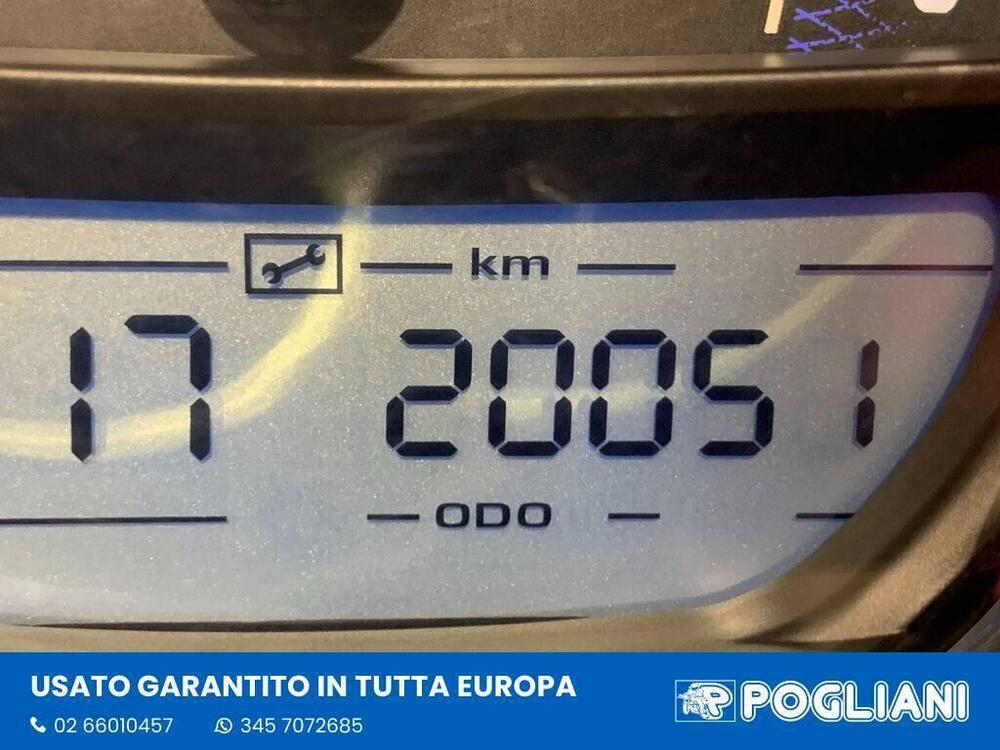 km
17 20051
ODO
USATO GARANTITO IN TUTTA EUROPA
02 66010457 345 7072685
POGLIANI